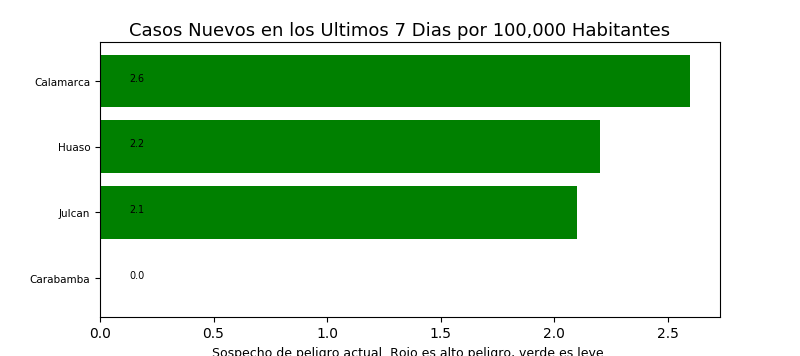 Casos Nuevos en los Ultimos 7 Dias por 100,000 Habitantes
Calamarca 2.6
Huaso 2.2
Julcan 2.1
Carabamba 0.0
0.0 0.5 1.0 1.5 2.0 2.5
Sospecho de peligro actual. Rojo es alto peligro, verde es leve